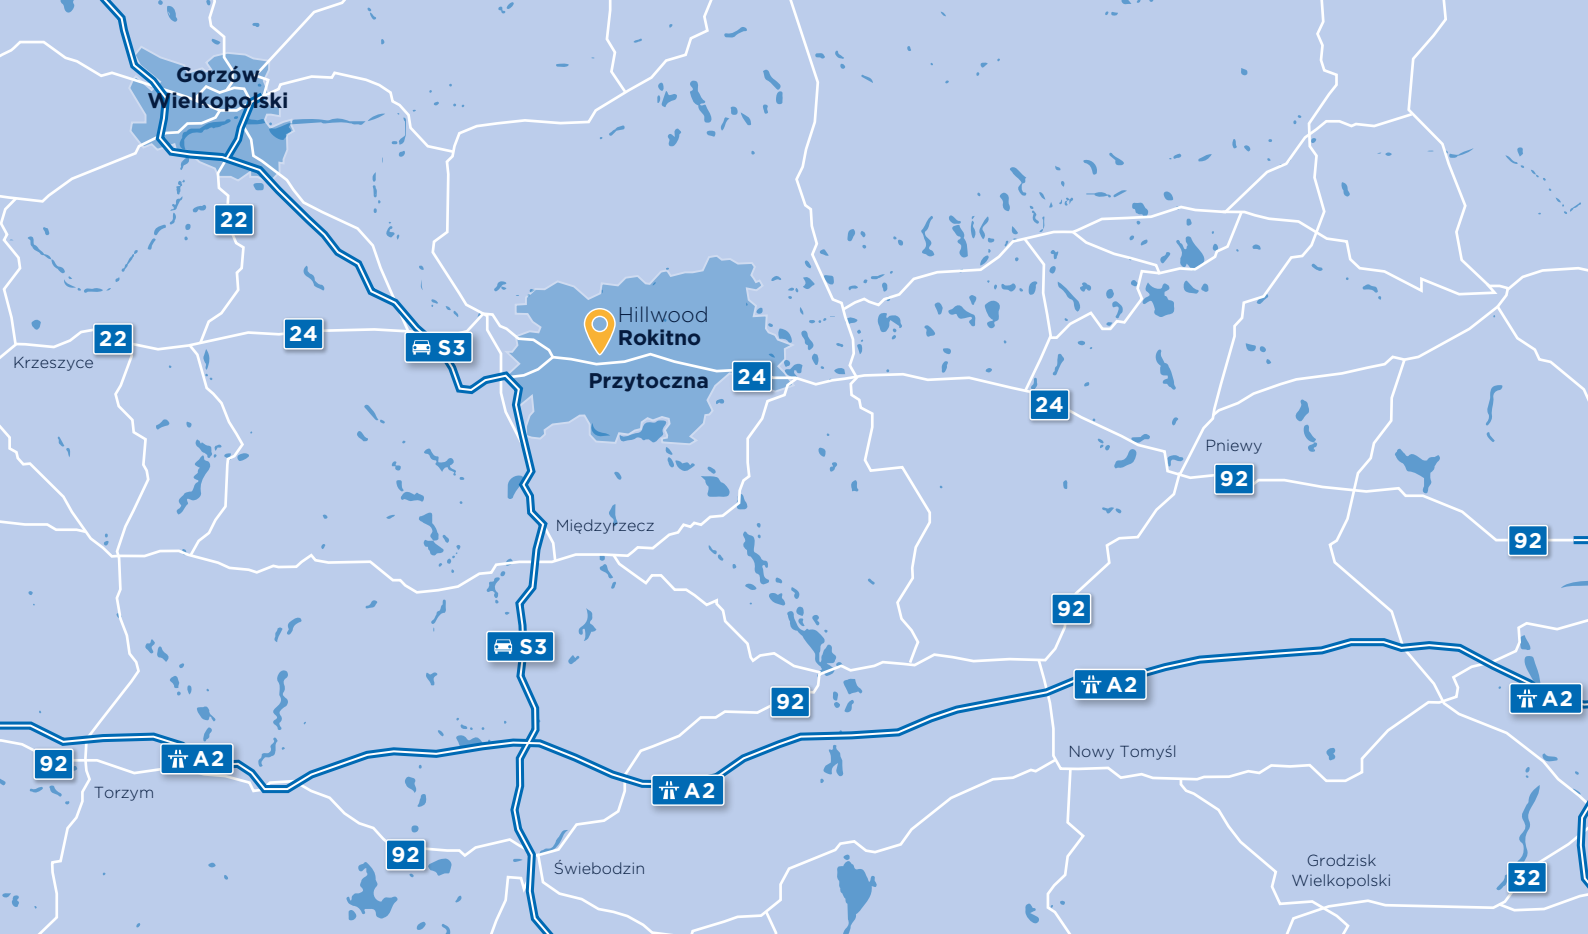 Gorzów
Wielkopolski
22
22
24
S3
Krzeszyce
Hillwood
Rokitno
Przytoczna
24
24
Pniewy
92
92
Międzyrzecz
92
S3
92
A2
A2
92
A2
Torzym
A2
Nowy Tomyśl
92
Świebodzin
Grodzisk
Wielkopolski
32